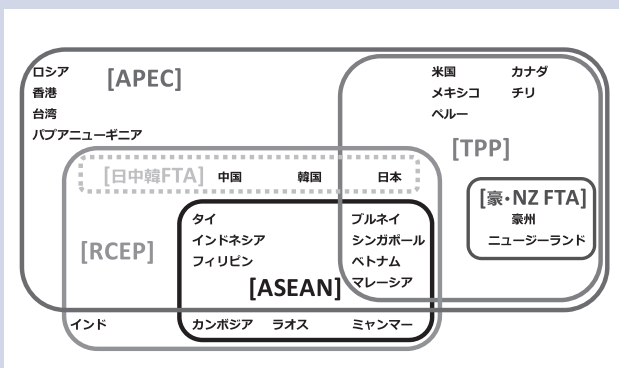 ロシア [APEC] 米国 カナダ
香港 メキシコ チリ
台湾 ペルー
パプアニューギニア
[TPP]
[日中韓FTA] 中国 韓国 日本
[豪・NZ FTA]
タイ ブルネイ 豪州
インドネシア シンガポール ニュージーランド
[RCEP] フィリピン ベトナム
[ASEAN] マレーシア
インド カンボジア ラオス ミャンマー